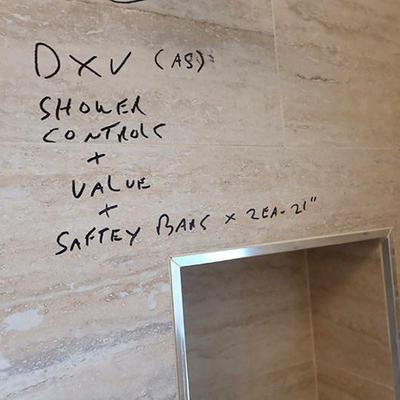 DXV (AS)
SHOWER
CONTROLS
+
VALUE
+
SAFTEY BARS x 2EA - 21"